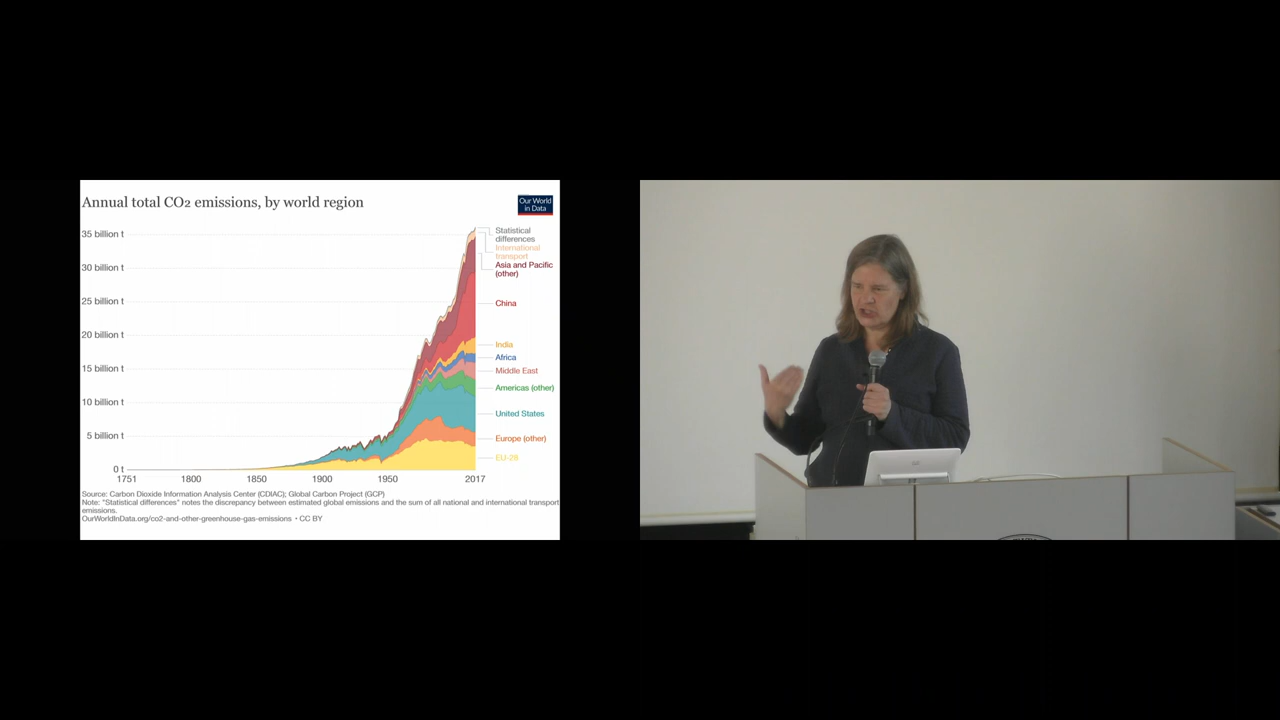 Annual total CO₂ emissions, by world region
Our World
in Data
35 billion t
30 billion t
25 billion t
20 billion t
15 billion t
10 billion t
5 billion t
0 t
1751
1800
1850
1900
1950
2017
Statistical
differences
International
transport
Asia and Pacific
(other)
China
India
Africa
Middle East
Americas (other)
United States
Europe (other)
EU-28
Source: Carbon Dioxide Information Analysis Center (CDIAC); Global Carbon Project (GCP)
Note: "Statistical differences" notes the discrepancy between estimated global emissions and the sum of all national and international transport
emissions.
OurWorldInData.org/co2-and-other-greenhouse-gas-emissions • CC BY